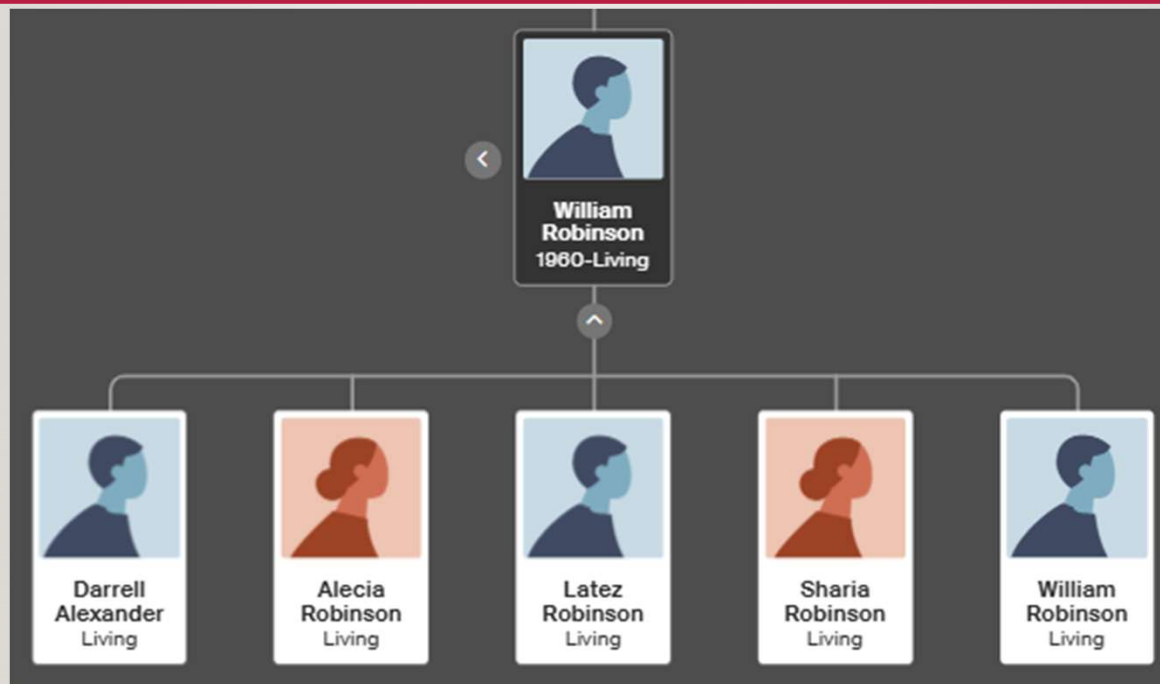 William
Robinson
1960-Living
Darrell
Alexander
Living
Alecia
Robinson
Living
Latez
Robinson
Living
Sharia
Robinson
Living
William
Robinson
Living